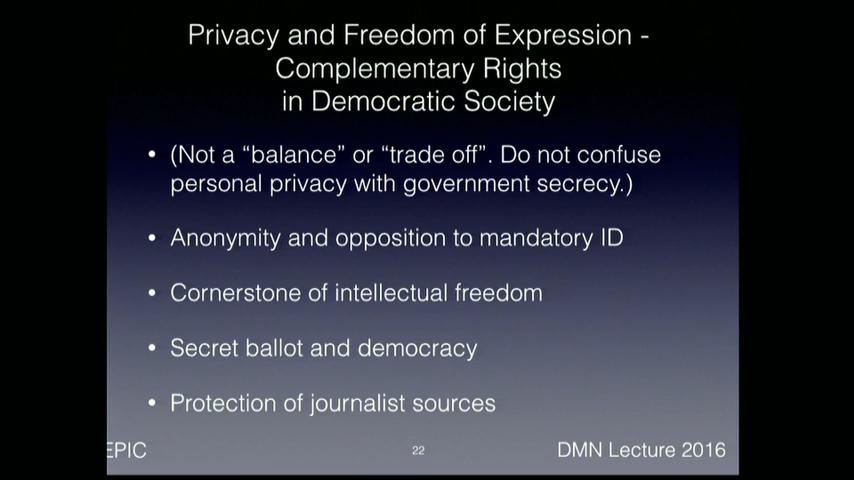 Privacy and Freedom of Expression -
Complementary Rights
in Democratic Society
• (Not a “balance” or “trade off”. Do not confuse
personal privacy with government secrecy.)
• Anonymity and opposition to mandatory ID
• Cornerstone of intellectual freedom
• Secret ballot and democracy
• Protection of journalist sources
EPIC
22
DMN Lecture 2016